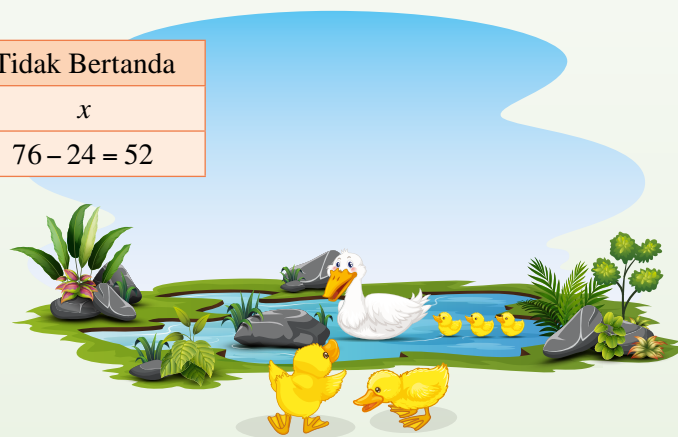 Tidak Bertanda
x
76 – 24 = 52